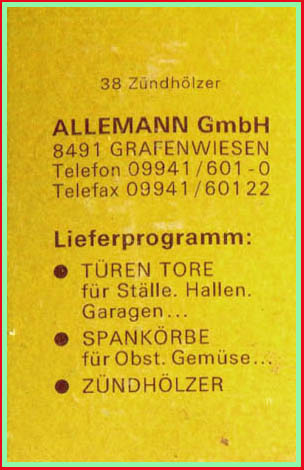 38 Zündhölzer
ALLEMANN GmbH
8491 GRAFENWIESEN
Telefon 09941/601-0
Telefax 09941/60122
Lieferprogramm:
● TÜREN TORE
für Ställe. Hallen.
Garagen...
● SPANKÖRBE
für Obst. Gemüse...
● ZÜNDHÖLZER